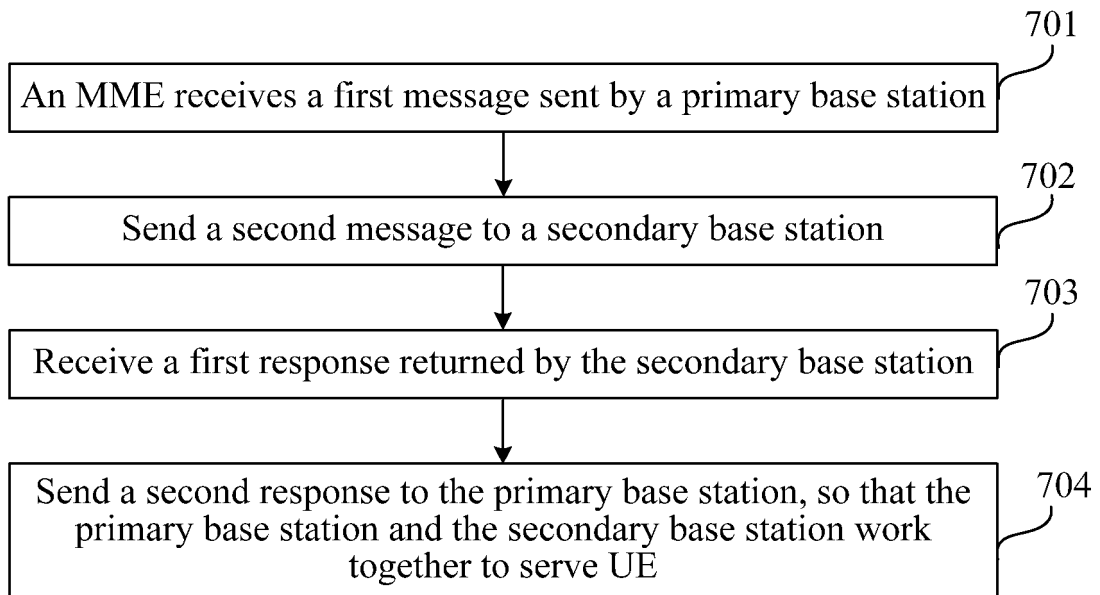 701
An MME receives a first message sent by a primary base station
702
Send a second message to a secondary base station
703
Receive a first response returned by the secondary base station
704
Send a second response to the primary base station, so that the
primary base station and the secondary base station work
together to serve UE